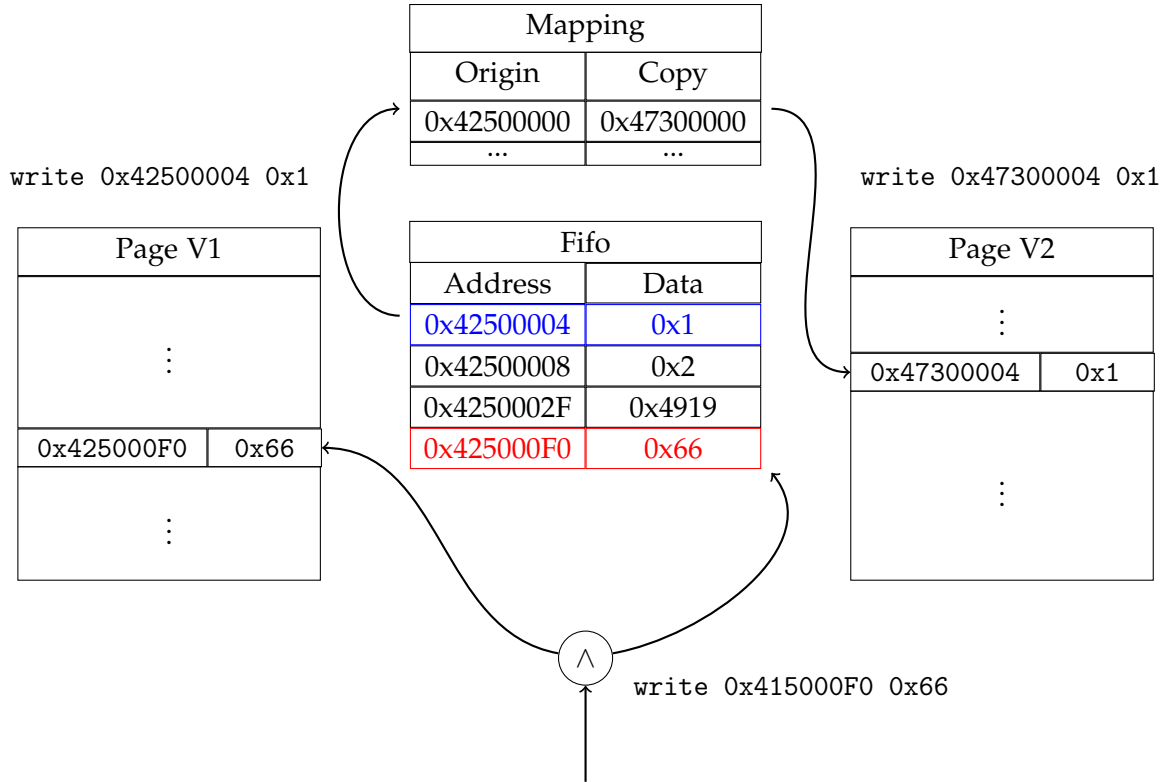 Mapping
Origin Copy
0x42500000 0x47300000
... ...
write 0x42500004 0x1
write 0x47300004 0x1
Page V1
⋮
0x425000F0 0x66
⋮
Fifo
Address Data
0x42500004 0x1
0x42500008 0x2
0x4250002F 0x4919
0x425000F0 0x66
Page V2
⋮
0x47300004 0x1
⋮
∧
write 0x415000F0 0x66